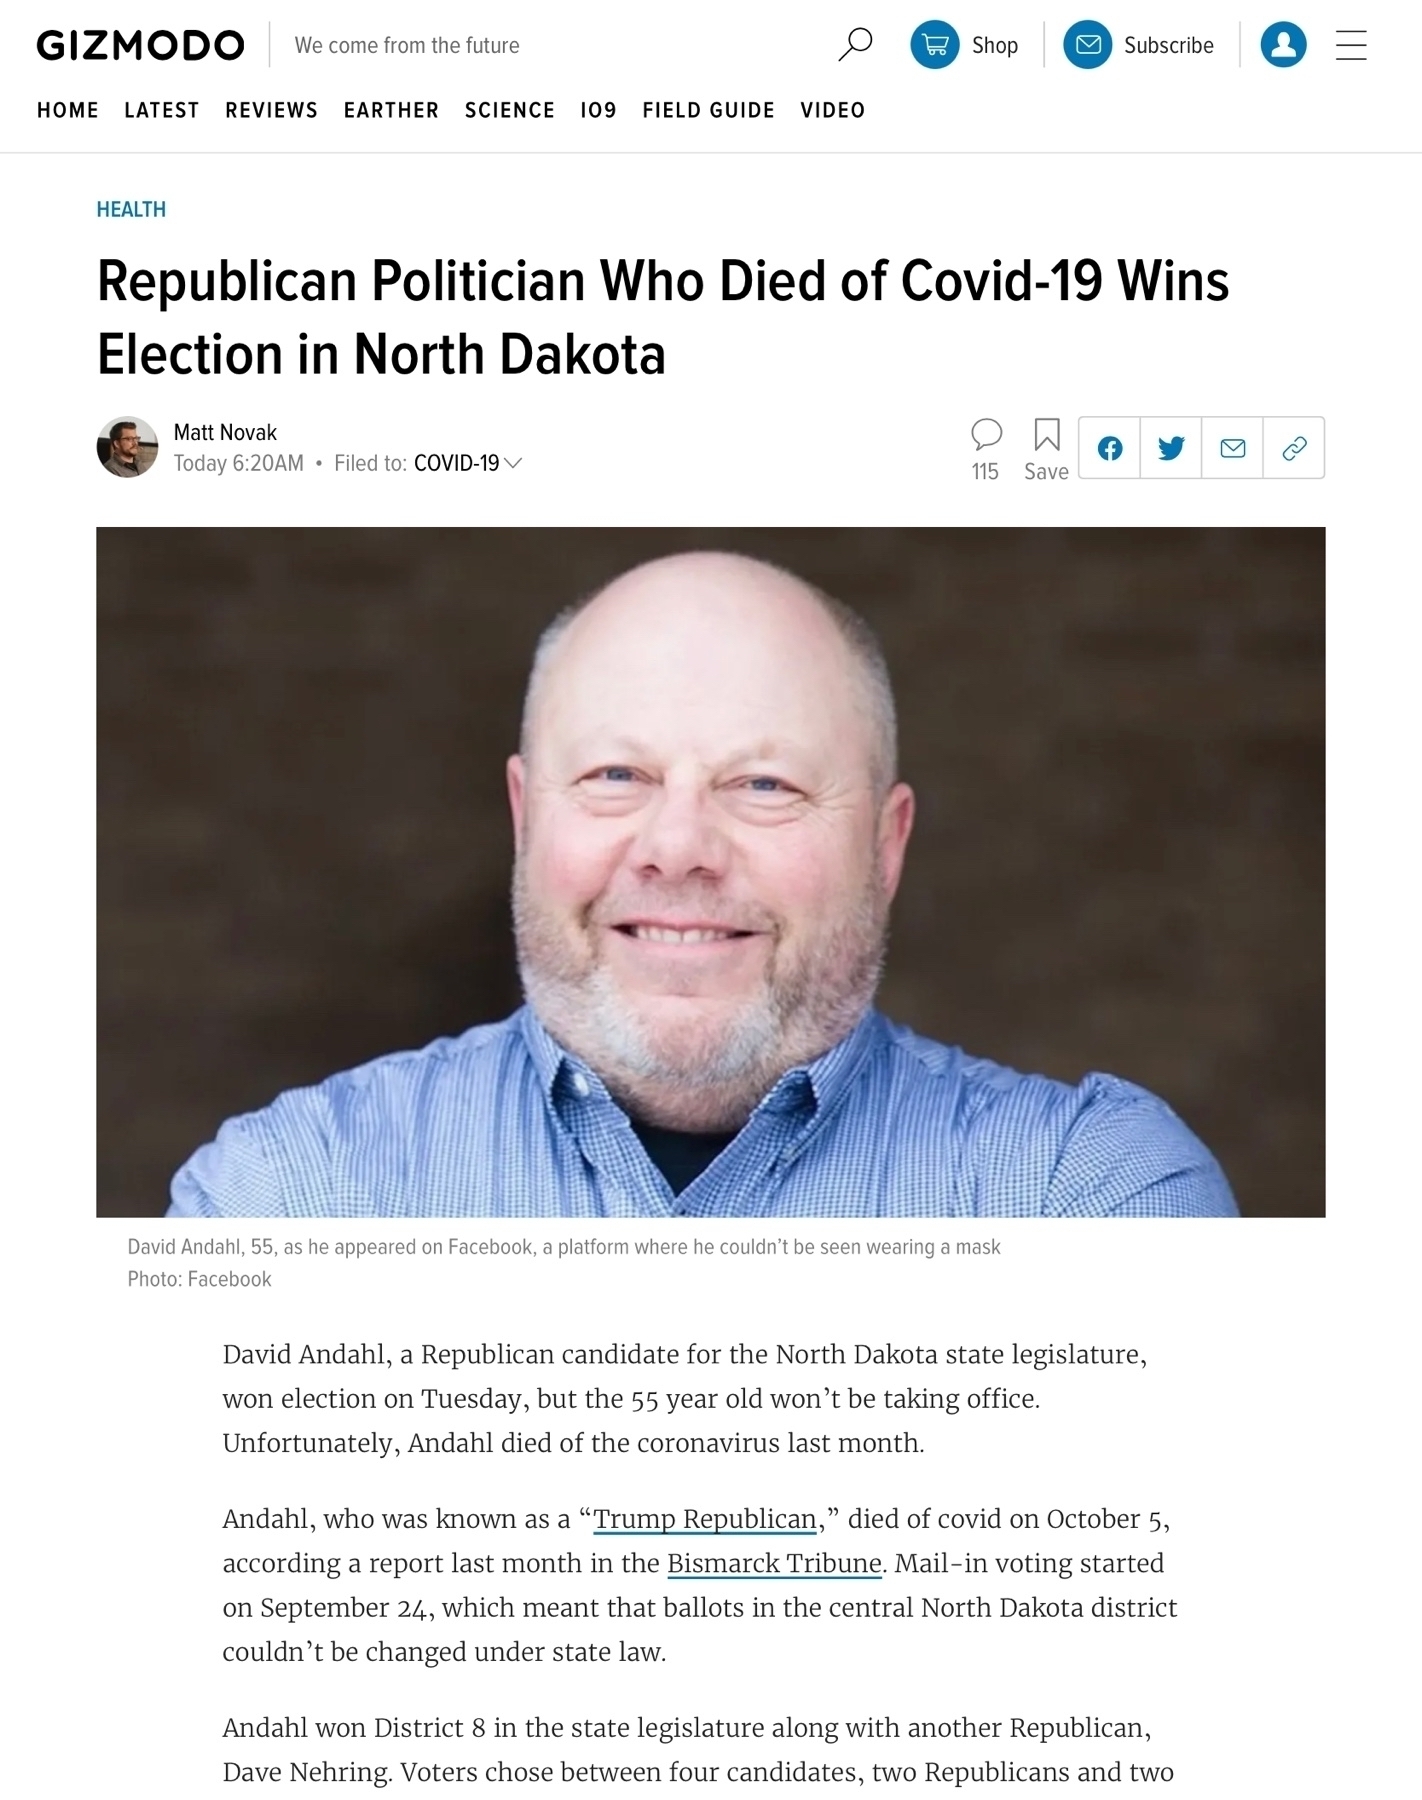 GIZMODO
We come from the future
Shop
Subscribe
HOME LATEST REVIEWS EARTHER SCIENCE IO9 FIELD GUIDE VIDEO
HEALTH
Republican Politician Who Died of Covid-19 Wins
Election in North Dakota
Matt Novak
Today 6:20AM • Filed to: COVID-19
115
Save
David Andahl, 55, as he appeared on Facebook, a platform where he couldn’t be seen wearing a mask
Photo: Facebook
David Andahl, a Republican candidate for the North Dakota state legislature,
won election on Tuesday, but the 55 year old won’t be taking office.
Unfortunately, Andahl died of the coronavirus last month.
Andahl, who was known as a “Trump Republican,” died of covid on October 5,
according a report last month in the Bismarck Tribune. Mail-in voting started
on September 24, which meant that ballots in the central North Dakota district
couldn’t be changed under state law.
Andahl won District 8 in the state legislature along with another Republican,
Dave Nehring. Voters chose between four candidates, two Republicans and two